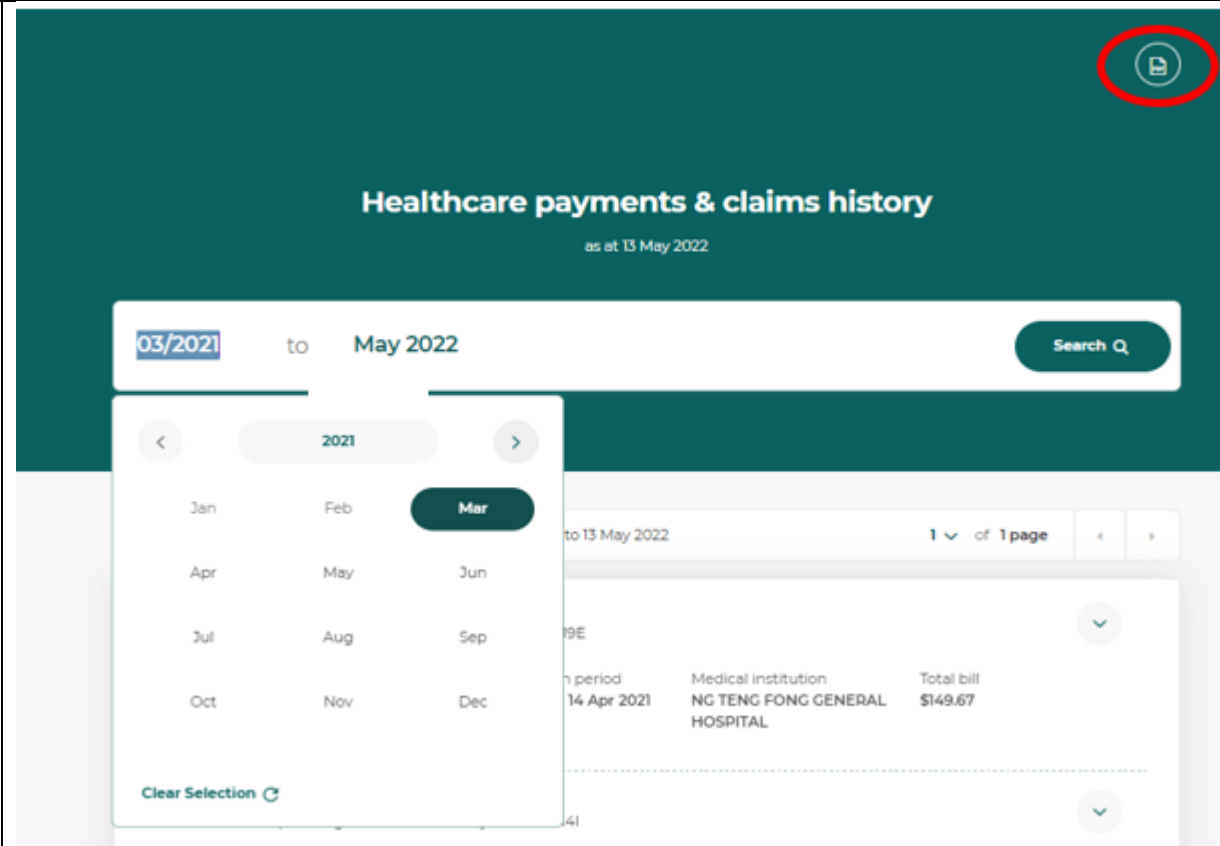 Healthcare payments & claims history
as at 13 May 2022
03/2021 to May 2022 Search
2021
Jan Feb Mar
to 13 May 2022 1 of 1 page
Apr May Jun
Jul Aug Sep
19E
period Medical institution Total bill
Oct Nov Dec
14 Apr 2021 NG TENG FONG GENERAL $149.67
HOSPITAL
Clear Selection